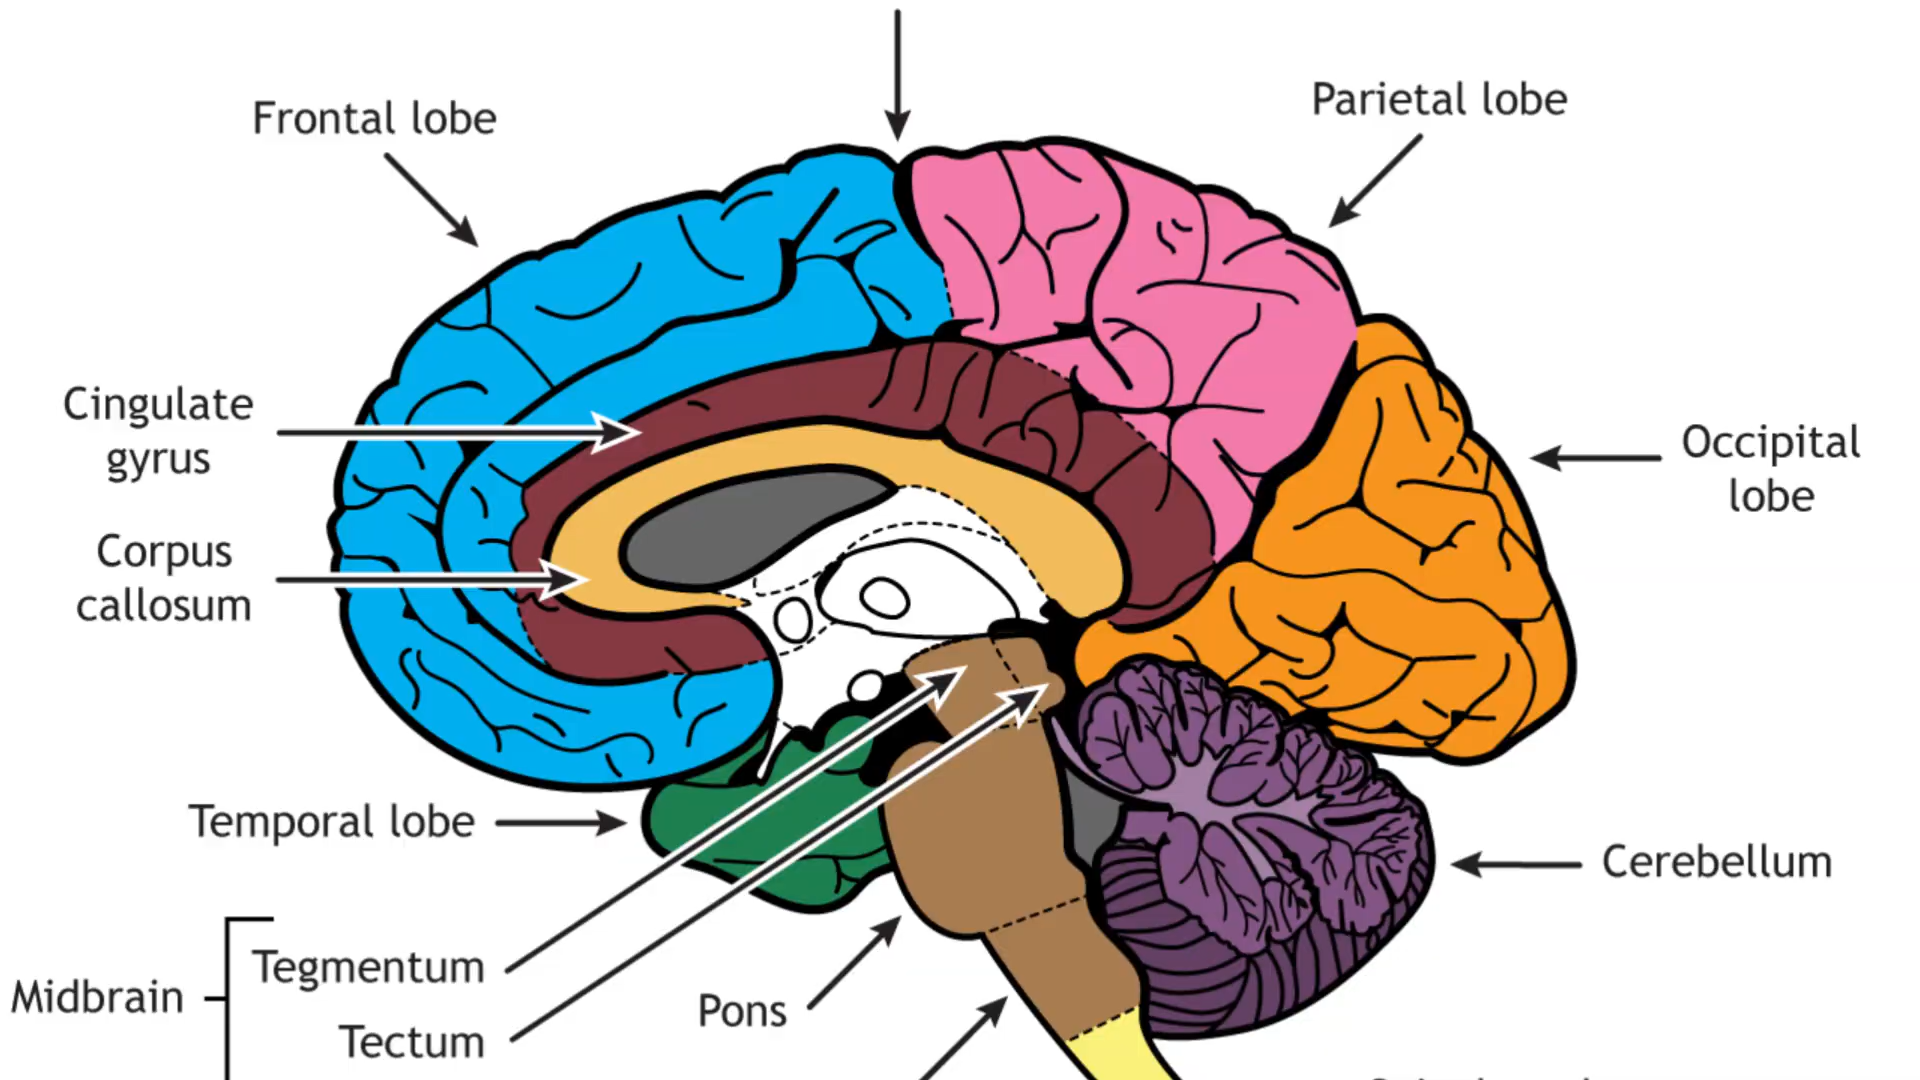 Frontal lobe
Parietal lobe
Cingulate
gyrus
Occipital
lobe
Corpus
callosum
Temporal lobe
Cerebellum
Tegmentum
Midbrain
Pons
Tectum